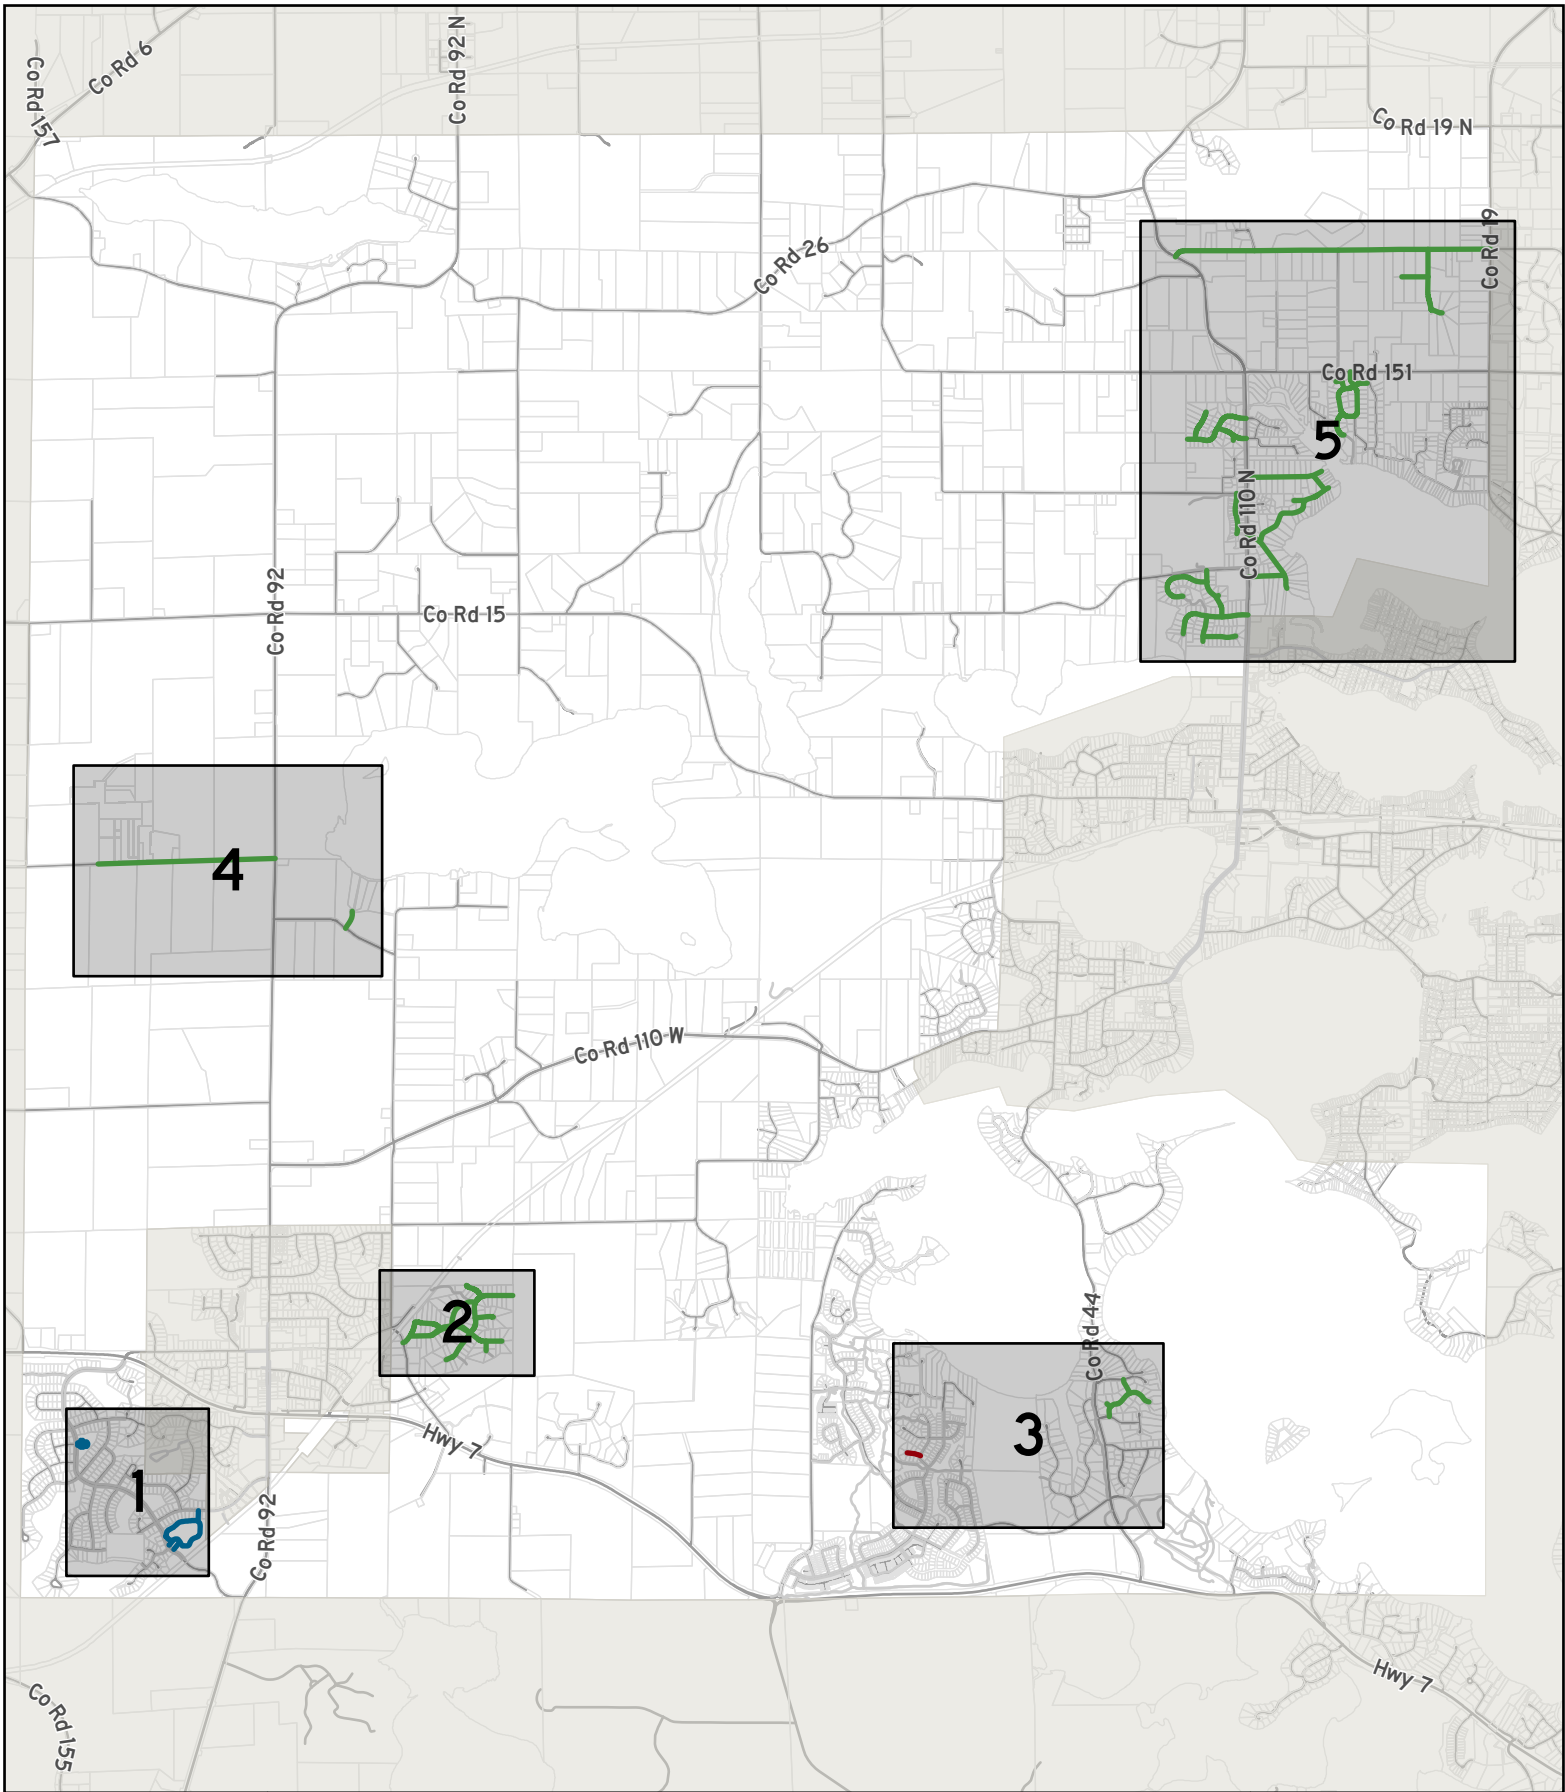 Co Rd 6
Co Rd 92 N
Co Rd 157
Co Rd 19 N
Co Rd 19
Co Rd 26
Co Rd 151
5
Co Rd 110 N
Co Rd 92
Co Rd 15
4
Co Rd 110 W
2
Co Rd 44
3
Hwy 7
1
Co Rd 92
Hwy 7
Co Rd 155